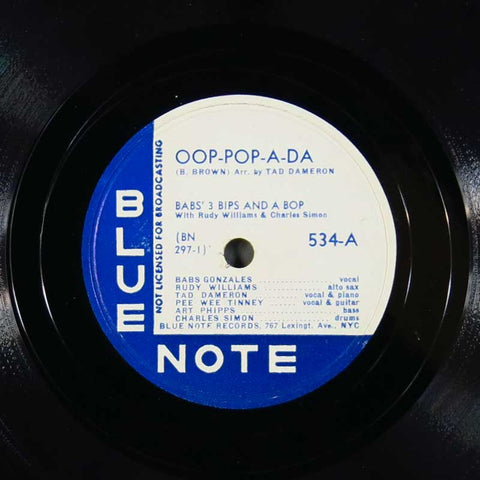 OOP-POP-A-DA
(B. BROWN) Arr. by TAD DAMERON
BABS' 3 BIPS AND A BOP
With Rudy Williams & Charles Simon
(BN
297-1)
534-A
BABS GONZALES vocal
RUDY WILLIAMS alto sax
TAD DAMERON vocal & piano
PEE WEE TINNEY vocal & guitar
ART PHIPPS bass
CHARLES SIMON drums
BLUE NOTE RECORDS, 767 Lexingt. Ave., NYC
NOT LICENSED FOR BROADCASTING
BLUE
NOTE